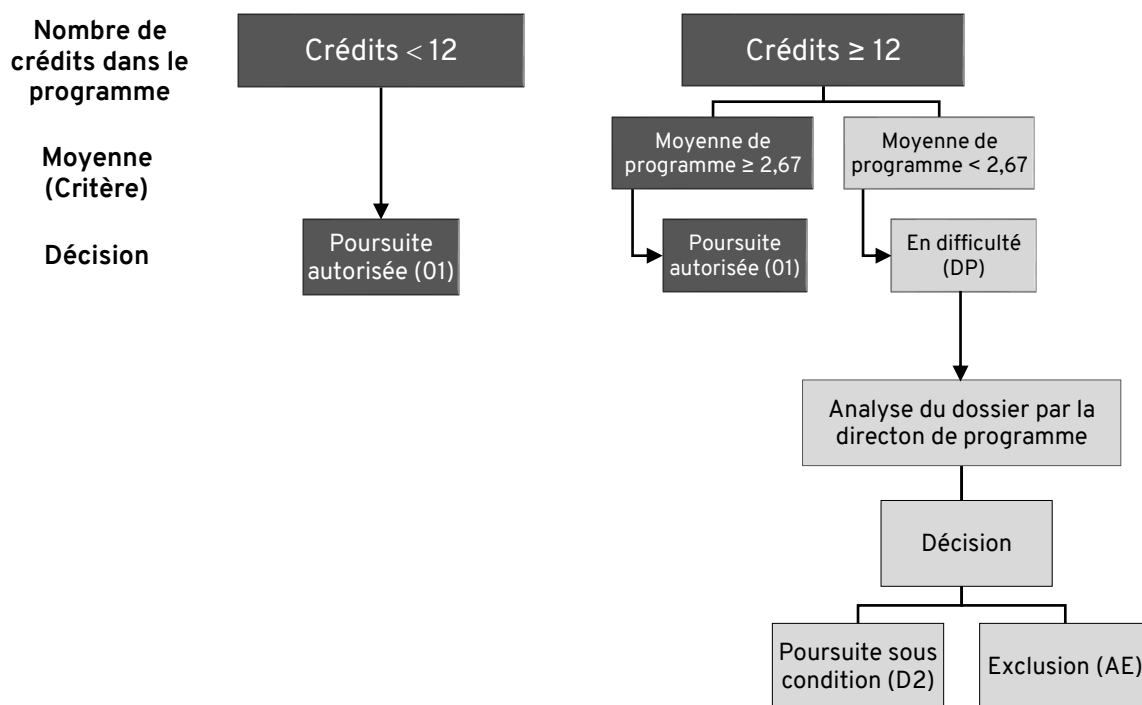 Nombre de
crédits dans le
programme
Crédits < 12
Crédits ≥ 12
Moyenne
(Critère)
Moyenne de
programme ≥ 2,67
Moyenne de
programme < 2,67
Décision
Poursuite
autorisée (01)
Poursuite
autorisée (01)
En difficulté
(DP)
Analyse du dossier par la
directon de programme
Décision
Poursuite sous
condition (D2)
Exclusion (AE)